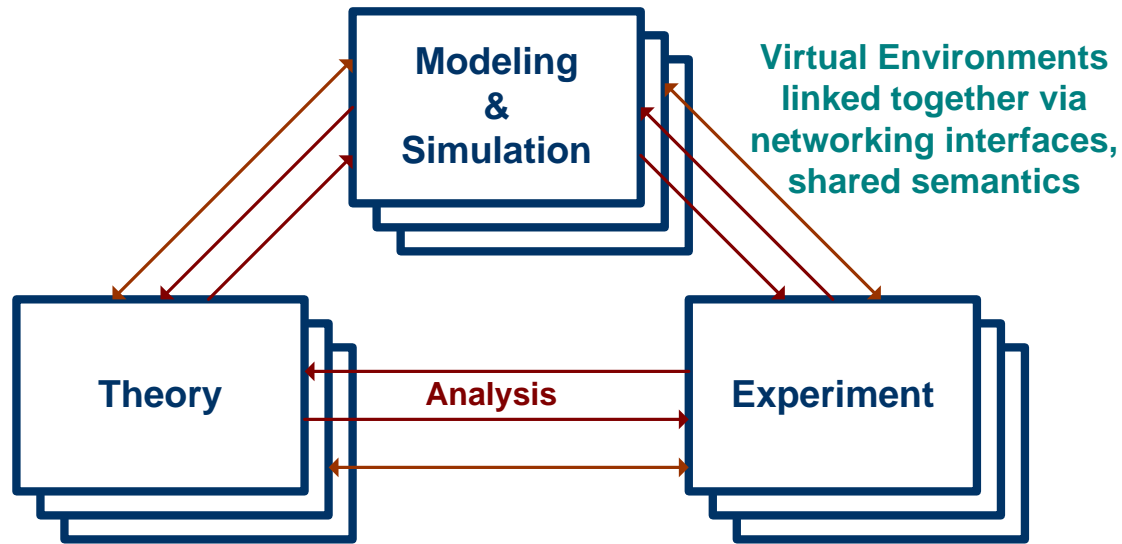 Modeling
&
Simulation
Virtual Environments
linked together via
networking interfaces,
shared semantics
Theory
Analysis
Experiment